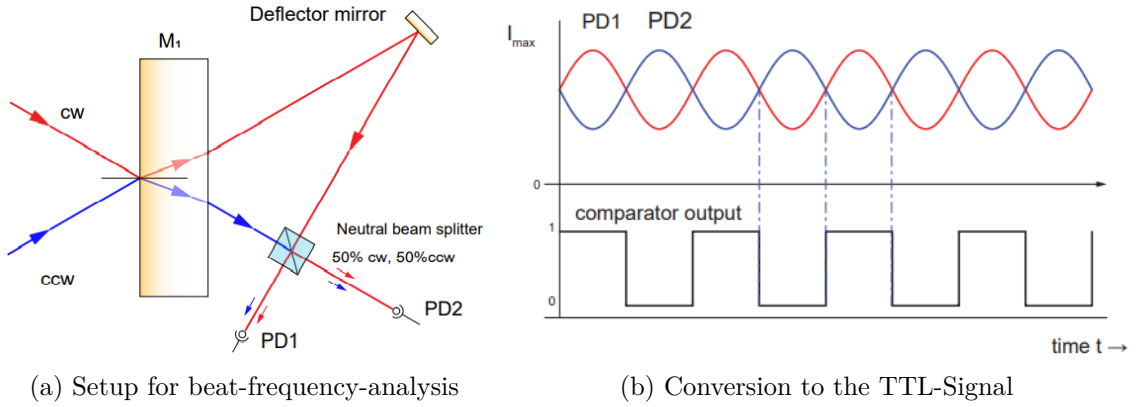 Deflector mirror
M₁
cw
ccw
Neutral beam splitter
50% cw, 50%ccw
PD2
PD1
(a) Setup for beat-frequency-analysis
PD1 PD2
Imax
0
comparator output
1
0
time t →
(b) Conversion to the TTL-Signal